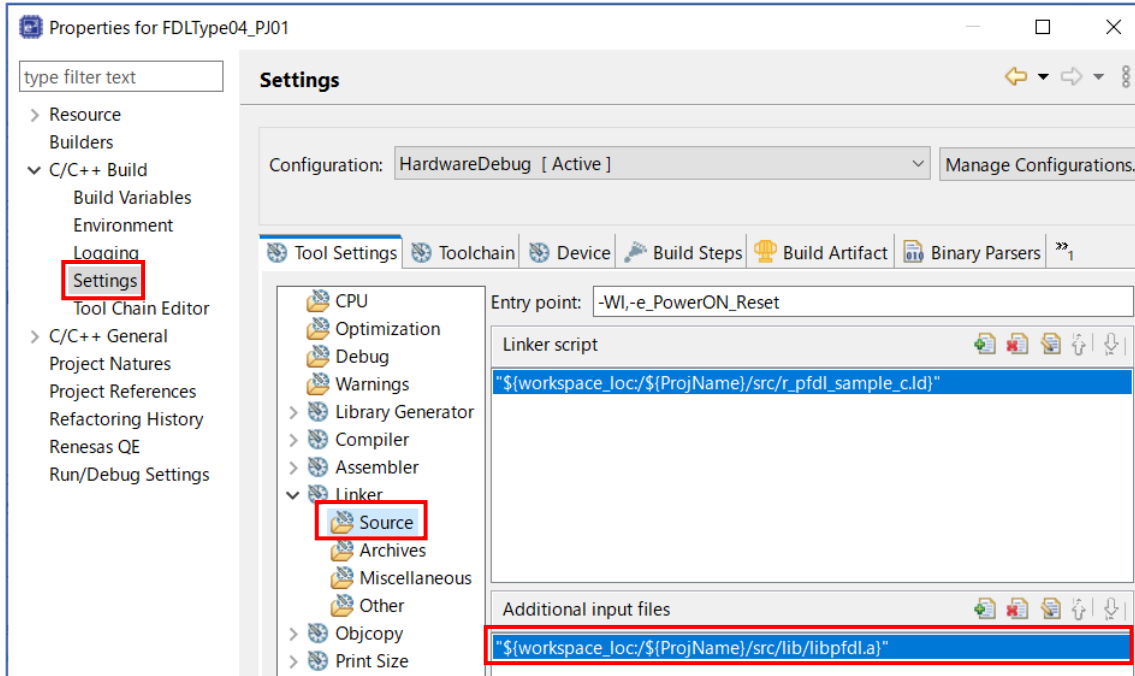 Properties for FDLType04_PJ01
type filter text
Resource
Builders
C/C++ Build
Build Variables
Environment
Logging
Settings
Tool Chain Editor
C/C++ General
Project Natures
Project References
Refactoring History
Renesas QE
Run/Debug Settings
Settings
Configuration: HardwareDebug [ Active ] Manage Configurations.
Tool Settings Toolchain Device Build Steps Build Artifact Binary Parsers »1
CPU
Optimization
Debug
Warnings
Library Generator
Compiler
Assembler
Linker
Source
Archives
Miscellaneous
Other
Objcopy
Print Size
Entry point: -Wl,-e_PowerON_Reset
Linker script
"${workspace_loc:/${ProjName}/src/r_pfdl_sample_c.ld}"
Additional input files
"${workspace_loc:/${ProjName}/src/lib/libpfdl.a}"